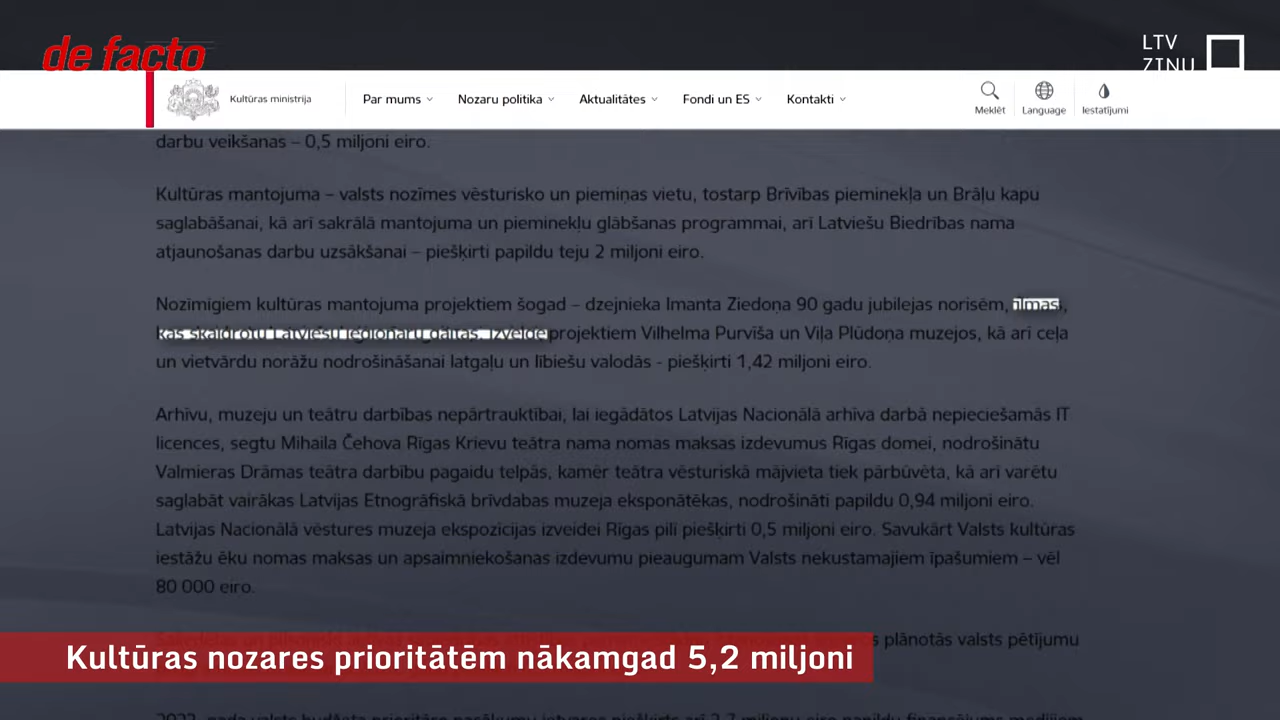 de facto
LTV
ZIŅU
Kultūras ministrija
Par mums
Nozaru politika
Aktualitātes
Fondi un ES
Kontakti
Meklēt
Language
Iestatījumi
darbu veikšanas – 0,5 miljoni eiro.
Kultūras mantojuma – valsts nozīmes vēsturisko un piemiņas vietu, tostarp Brīvības pieminekļa un Brāļu kapu
saglabāšanai, kā arī sakrālā mantojuma un pieminekļu glābšanas programmai, arī Latviešu Biedrības nama
atjaunošanas darbu uzsākšanai – piešķirti papildu teju 2 miljoni eiro.
Nozīmīgiem kultūras mantojuma projektiem šogad – dzejnieka Imanta Ziedoņa 90 gadu jubilejas norisēm, filmas,
kas skaidrotu Latviešu leģionāru gaitas, izveide projektiem Vilhelma Purvīša un Viļa Plūdoņa muzejos, kā arī ceļa
un vietvārdu norāžu nodrošināšanai latgaļu un lībiešu valodās - piešķirti 1,42 miljoni eiro.
Arhīvu, muzeju un teātru darbības nepārtrauktībai, lai iegādātos Latvijas Nacionālā arhīva darbā nepieciešamās IT
licences, segtu Mihaila Čehova Rīgas Krievu teātra nama nomas maksas izdevumus Rīgas domei, nodrošinātu
Valmieras Drāmas teātra darbību pagaidu telpās, kamēr teātra vēsturiskā mājvieta tiek pārbūvēta, kā arī varētu
saglabāt vairākas Latvijas Etnogrāfiskā brīvdabas muzeja eksponātēkas, nodrošināti papildu 0,94 miljoni eiro.
Latvijas Nacionālā vēstures muzeja ekspozīcijas izveidei Rīgas pilī piešķirti 0,5 miljoni eiro. Savukārt Valsts kultūras
iestāžu ēku nomas maksas un apsaimniekošanas izdevumu pieaugumam Valsts nekustamajiem īpašumiem – vēl
80 000 eiro.
plānotās valsts pētījumu
Kultūras nozares prioritātēm nākamgad 5,2 miljoni